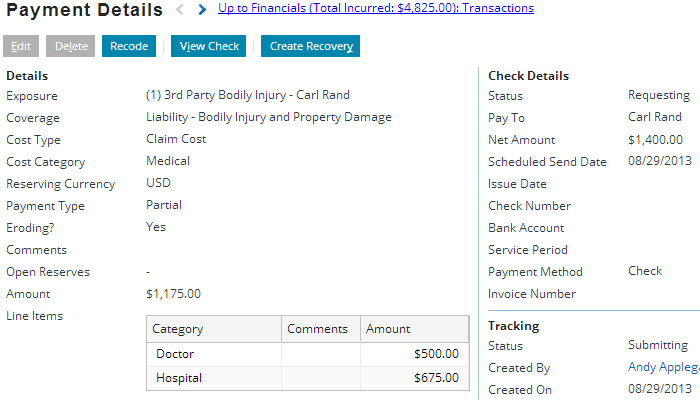 Payment Details < > Up to Financials (Total Incurred: $4,825.00): Transactions
Edit Delete Recode View Check Create Recovery
Details
Exposure (1) 3rd Party Bodily Injury - Carl Rand
Coverage Liability - Bodily Injury and Property Damage
Cost Type Claim Cost
Cost Category Medical
Reserving Currency USD
Payment Type Partial
Eroding? Yes
Comments
Open Reserves -
Amount $1,175.00
Line Items
Category Comments Amount
Doctor $500.00
Hospital $675.00
Check Details
Status Requesting
Pay To Carl Rand
Net Amount $1,400.00
Scheduled Send Date 08/29/2013
Issue Date
Check Number
Bank Account
Service Period
Payment Method Check
Invoice Number
Tracking
Status Submitting
Created By Andy
Created On 08/29/2013